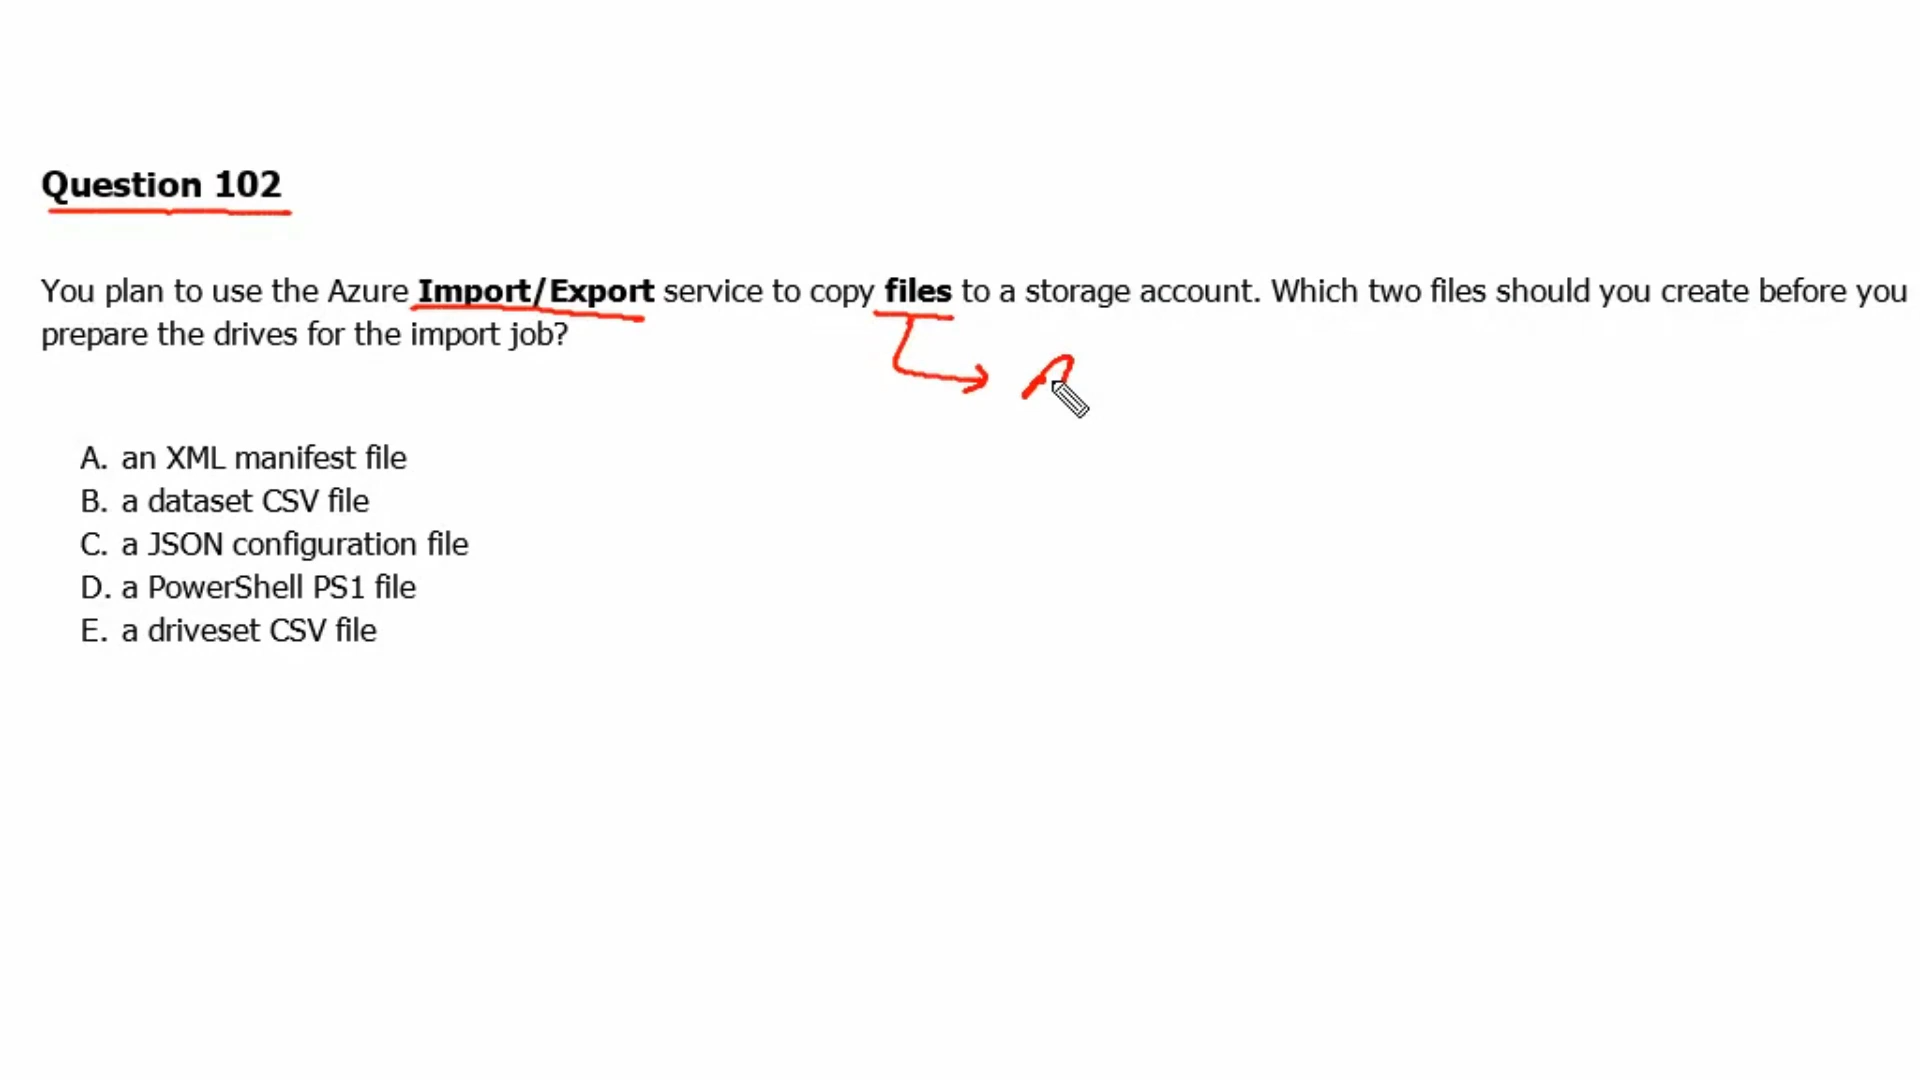 Question 102
You plan to use the Azure Import/Export service to copy files to a storage account. Which two files should you create before you
prepare the drives for the import job?
A. an XML manifest file
B. a dataset CSV file
C. a JSON configuration file
D. a PowerShell PS1 file
E. a driveset CSV file